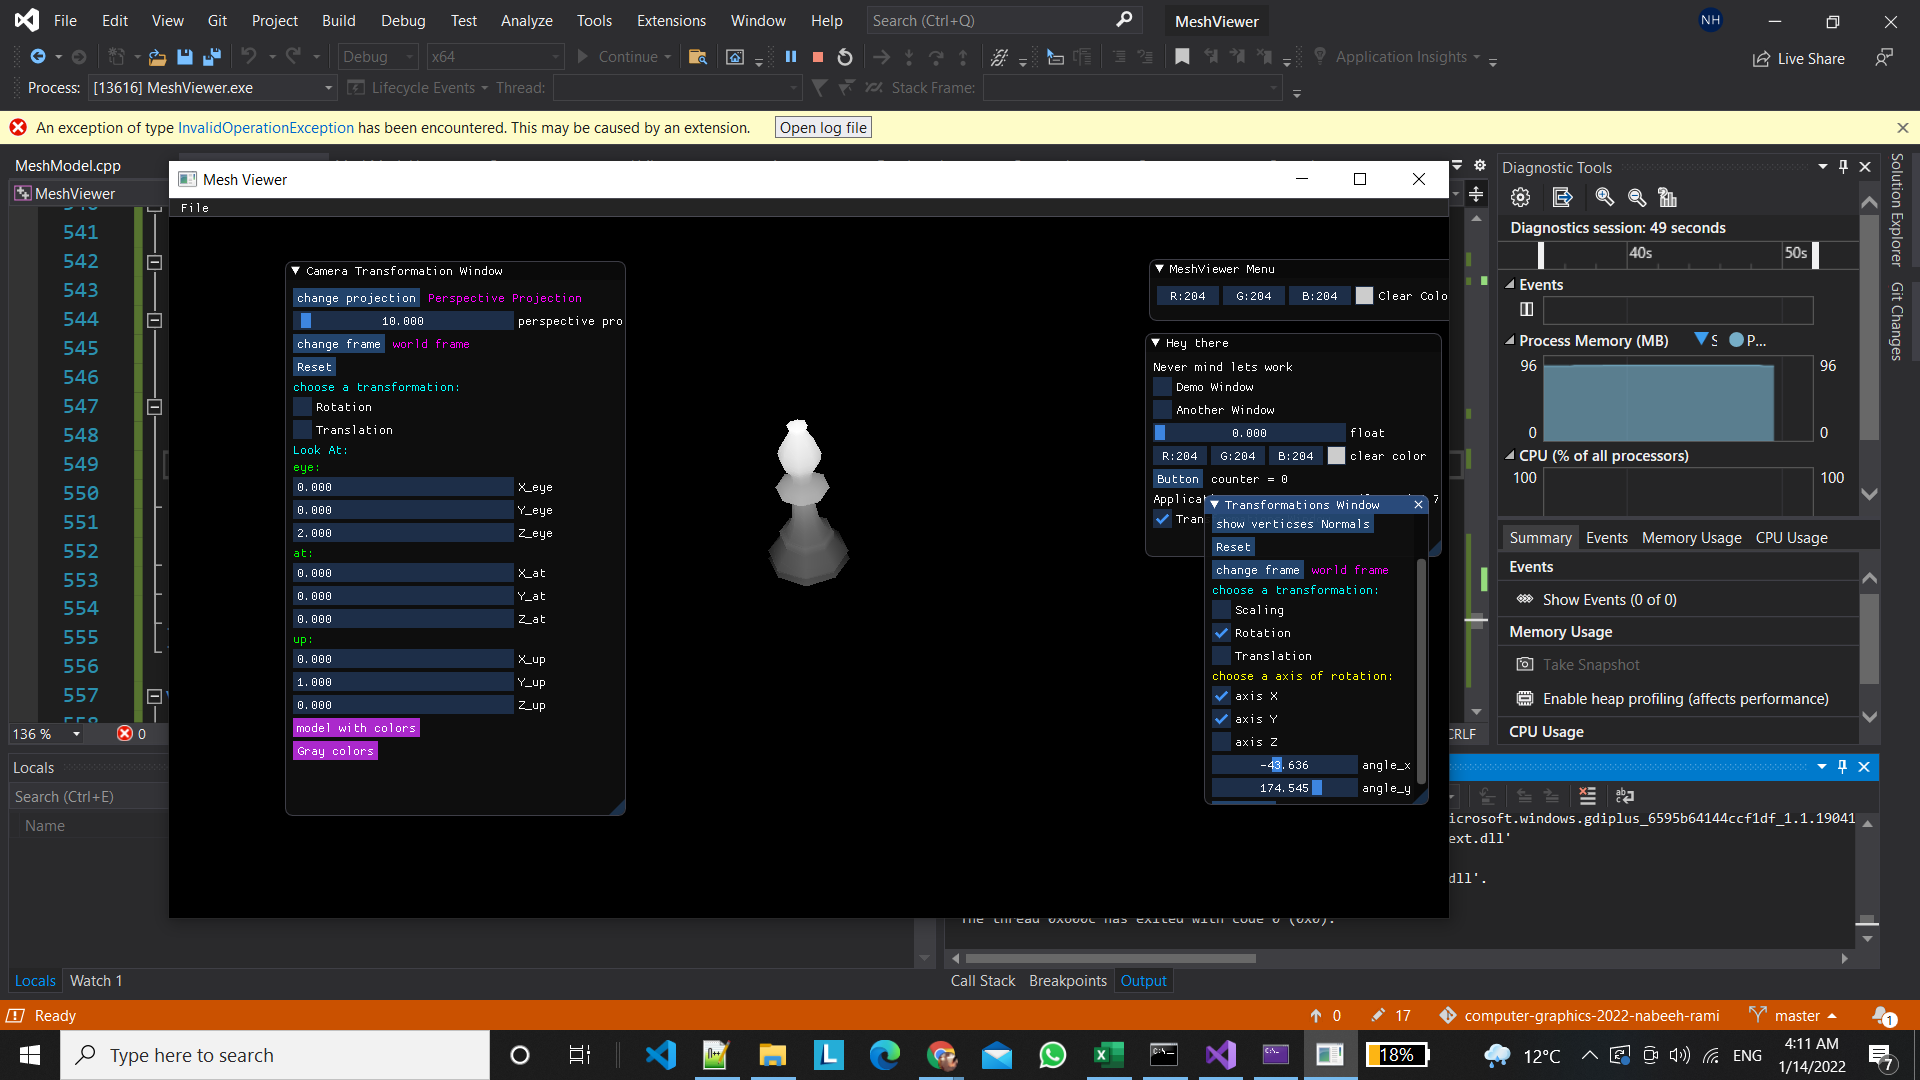 File Edit View Git Project Build Debug Test Analyze Tools Extensions Window Help Search (Ctrl+Q) MeshViewer NH
Debug x64 Continue Application Insights Live Share
Process: [13616] MeshViewer.exe Lifecycle Events Thread: Stack Frame:
An exception of type InvalidOperationException has been encountered. This may be caused by an extension. Open log file
MeshModel.cpp
MeshViewer
541
542
543
544
545
546
547
548
549
550
551
552
553
554
555
556
557
136 % 0
CRLF
Mesh Viewer
File
Camera Transformation Window
change projection Perspective Projection
10.000 perspective pro
change frame world frame
Reset
choose a transformation:
Rotation
Translation
Look At:
eye:
0.000 X_eye
0.000 Y_eye
2.000 Z_eye
at:
0.000 X_at
0.000 Y_at
0.000 Z_at
up:
0.000 X_up
1.000 Y_up
0.000 Z_up
model with colors
Gray colors
MeshViewer Menu
R:204 G:204 B:204 Clear Colo
Hey there
Never mind lets work
Demo Window
Another Window
0.000 float
R:204 G:204 B:204 clear color
Button counter = 0
Applicat
Tran
Transformations Window
show verticses Normals
Reset
change frame world frame
choose a transformation:
Scaling
Rotation
Translation
choose a axis of rotation:
axis X
axis Y
axis Z
-43.636 angle_x
174.545 angle_y
Diagnostic Tools
Diagnostics session: 49 seconds
40s 50s
Events
Process Memory (MB) S P...
96 96
0 0
CPU (% of all processors)
100 100
Summary Events Memory Usage CPU Usage
Events
Show Events (0 of 0)
Memory Usage
Take Snapshot
Enable heap profiling (affects performance)
CPU Usage
Solution Explorer
Git Changes
Locals
Search (Ctrl+E)
Name
icrosoft.windows.gdiplus_6595b64144ccf1df_1.1.19041
ext.dll'
dll'.
Locals Watch 1
Call Stack Breakpoints Output
Ready 0 17 computer-graphics-2022-nabeeh-rami master 1
Type here to search 18% 12°C ENG 4:11 AM
1/14/2022 7